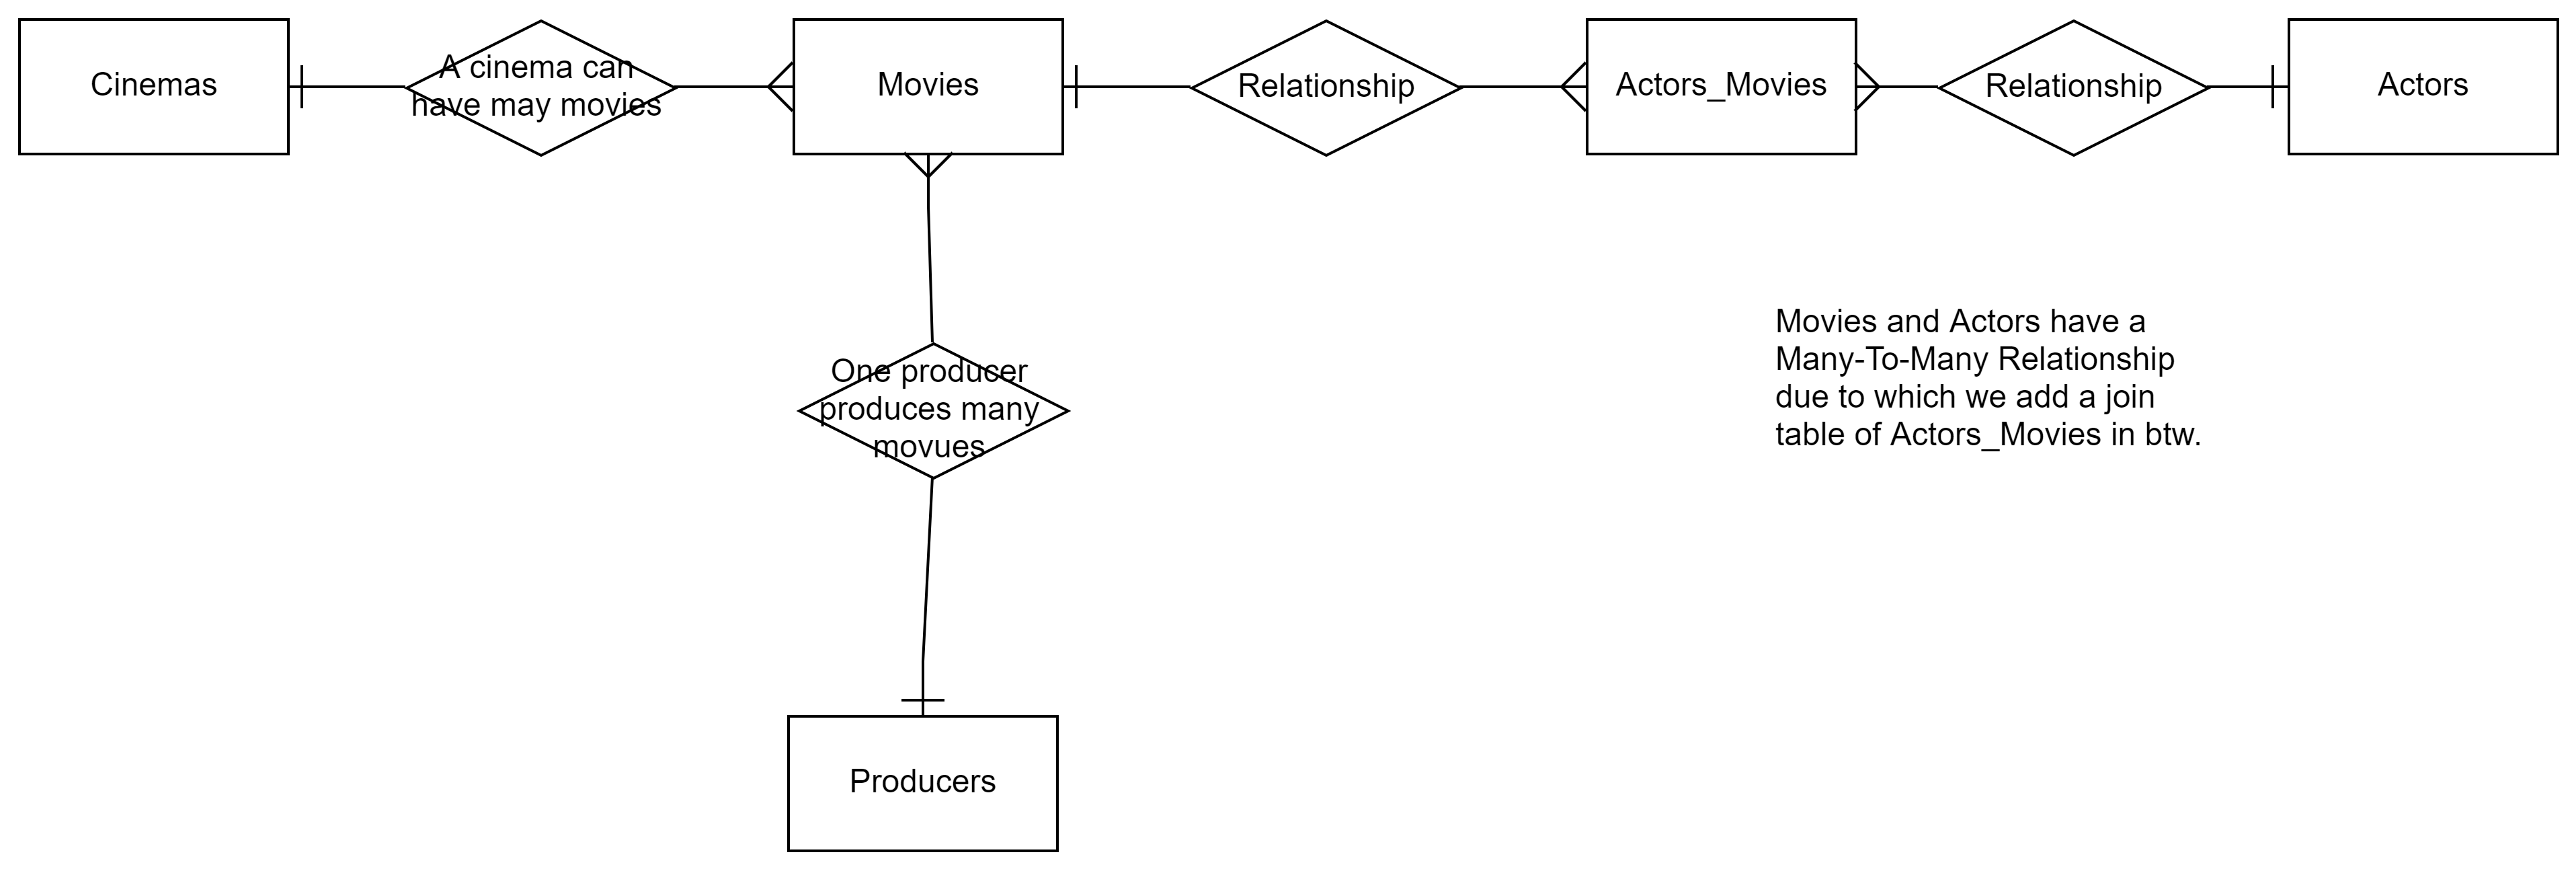 Cinemas
A cinema can
have may movies
Movies
Relationship
Actors_Movies
Relationship
Actors
Movies and Actors have a
Many-To-Many Relationship
due to which we add a join
table of Actors_Movies in btw.
One producer
produces many
movues
Producers